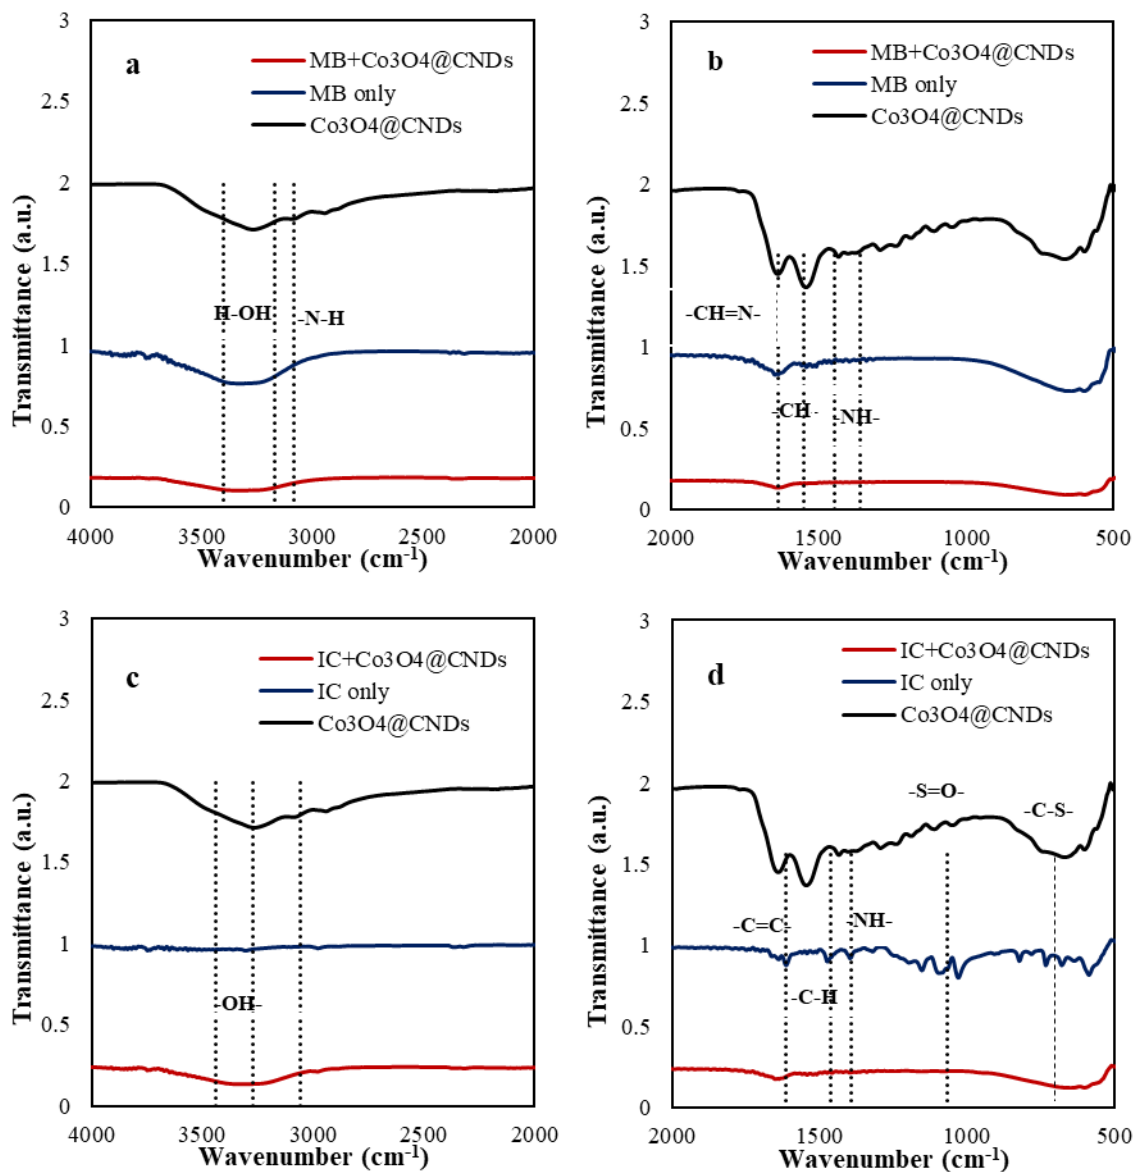 a
MB+Co3O4@CNDs
MB only
Co3O4@CNDs
3
2.5
2
1.5
1
0.5
0
Transmittance (a.u.)
H-OH
-N-H
4000 3500 3000 2500 2000
Wavenumber (cm-1)
b
MB+Co3O4@CNDs
MB only
Co3O4@CNDs
3
2.5
2
1.5
1
0.5
0
Transmittance (a.u.)
-CH=N-
-CH-
-NH-
2000 1500 1000 500
Wavenumber (cm-1)
c
IC+Co3O4@CNDs
IC only
Co3O4@CNDs
3
2.5
2
1.5
1
0.5
0
Transmittance (a.u.)
-OH-
4000 3500 3000 2500 2000
Wavenumber (cm-1)
d
IC+Co3O4@CNDs
IC only
Co3O4@CNDs
3
2.5
2
1.5
1
0.5
0
Transmittance (a.u.)
-S=O-
-C-S-
-C=C-
-NH-
-C-H
2000 1500 1000 500
Wavenumber (cm-1)